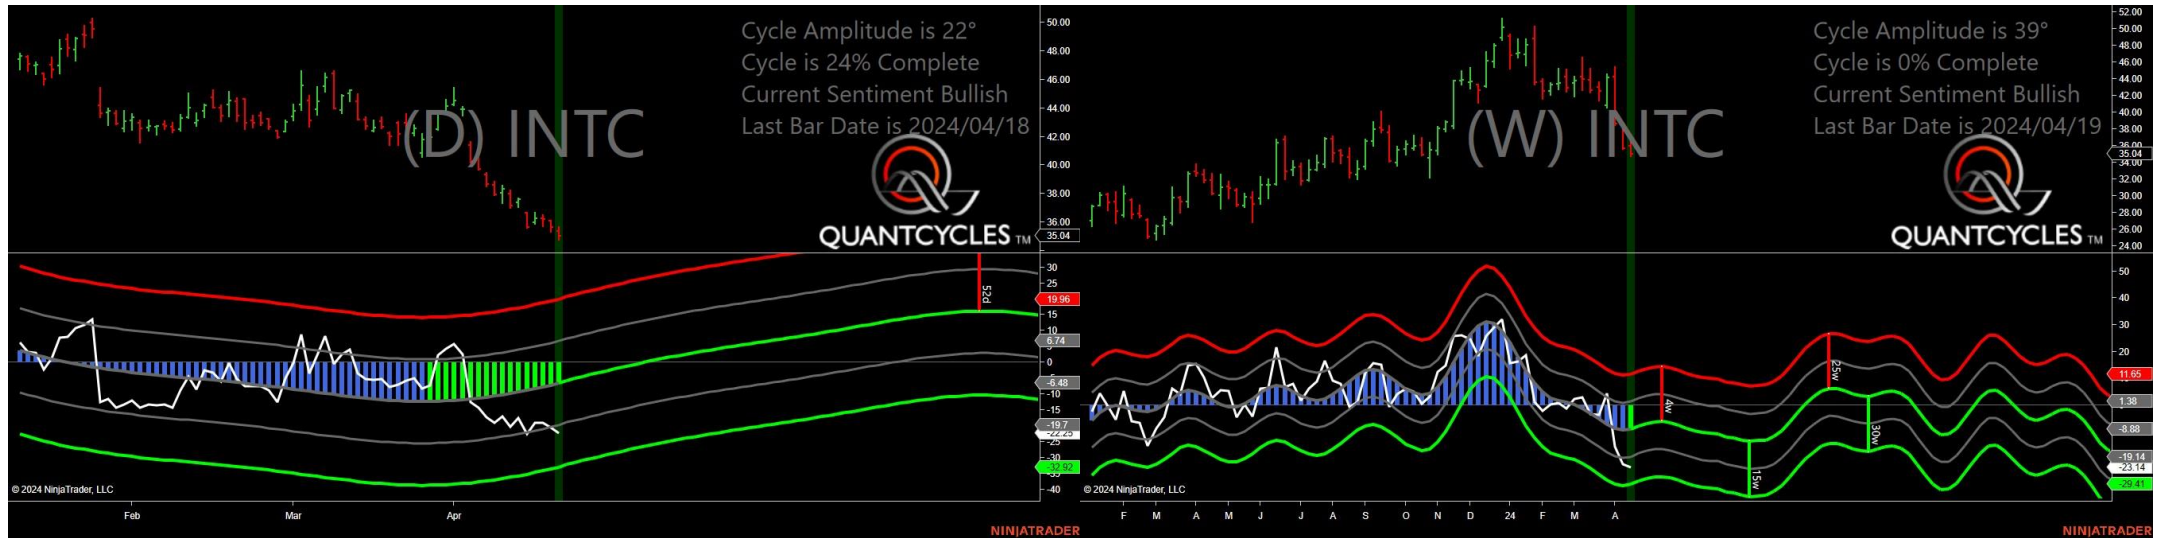 Cycle Amplitude is 22°
Cycle is 24% Complete
Current Sentiment Bullish
Last Bar Date is 2024/04/18
(D) INTC
QUANTCYCLES TM
50.00
48.00
46.00
44.00
42.00
40.00
38.00
36.00
35.04
30
25
19.96
15
10
6.74
5
0
-6.48
-10
-15
-19.7
-22.25
-25
-30
-32.92
-35
-40
52d
© 2024 NinjaTrader, LLC
Feb Mar Apr
NINJATRADER
Cycle Amplitude is 39°
Cycle is 0% Complete
Current Sentiment Bullish
Last Bar Date is 2024/04/19
(W) INTC
QUANTCYCLES TM
52.00
50.00
48.00
46.00
44.00
42.00
40.00
38.00
36.00
35.04
34.00
32.00
30.00
28.00
26.00
24.00
50
40
30
20
11.65
1.38
-8.88
-19.14
-23.14
-29.41
4w
15w
25w
30w
© 2024 NinjaTrader, LLC
F M A M J J A S O N D 24 F M A
NINJATRADER